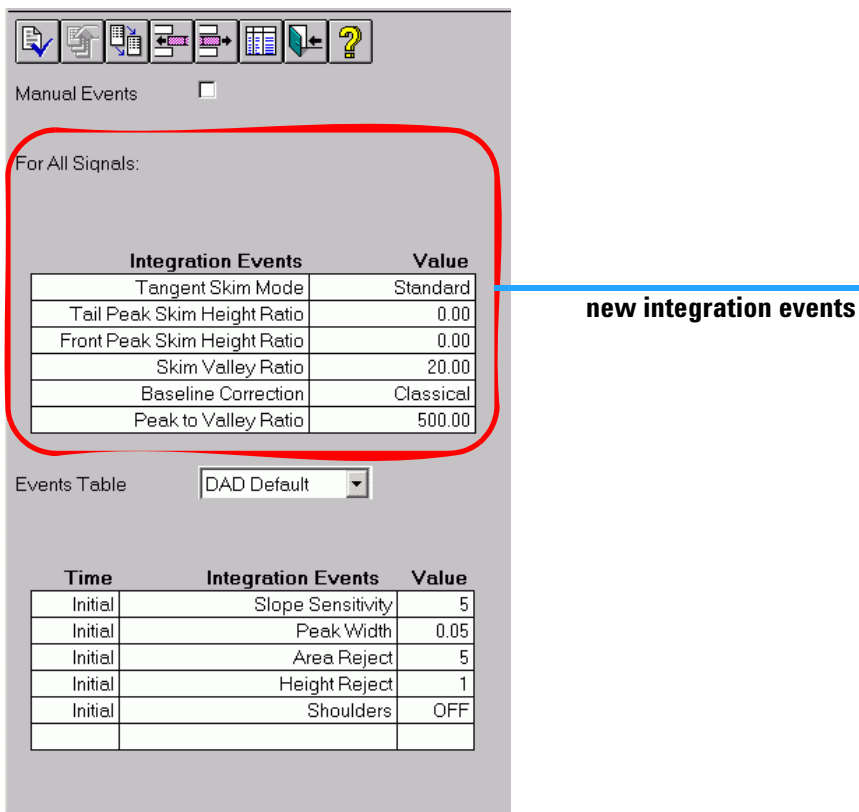 Manual Events
For All Signals:
Integration Events Value
Tangent Skim Mode Standard
Tail Peak Skim Height Ratio 0.00
Front Peak Skim Height Ratio 0.00
Skim Valley Ratio 20.00
Baseline Correction Classical
Peak to Valley Ratio 500.00
new integration events
Events Table DAD Default
Time Integration Events Value
Initial Slope Sensitivity 5
Initial Peak Width 0.05
Initial Area Reject 5
Initial Height Reject 1
Initial Shoulders OFF